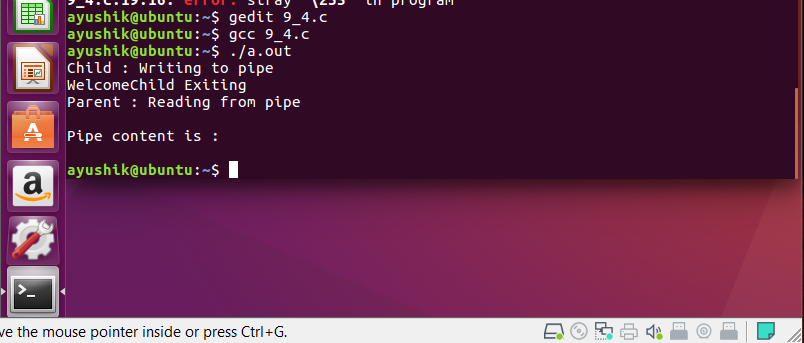 9_4.c:19:16: error: stray ‘\255’ in program
ayushik@ubuntu:~$ gedit 9_4.c
ayushik@ubuntu:~$ gcc 9_4.c
ayushik@ubuntu:~$ ./a.out
Child : Writing to pipe
WelcomeChild Exiting
Parent : Reading from pipe
Pipe content is :
ayushik@ubuntu:~$
ve the mouse pointer inside or press Ctrl+G.